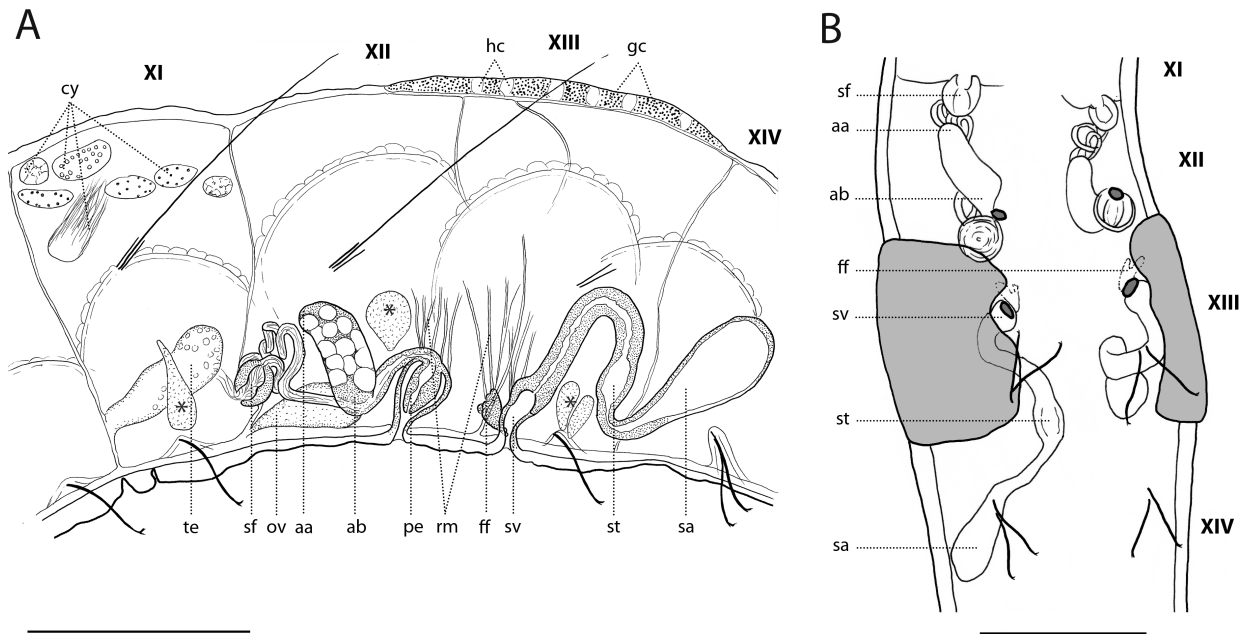 A
XI
XII
hc
XIII
gc
cy
XIV
*
*
*
te
sf
ov
aa
ab
pe
rm
ff
sv
st
sa
B
XI
sf
aa
XII
ab
ff
sv
XIII
st
sa
XIV